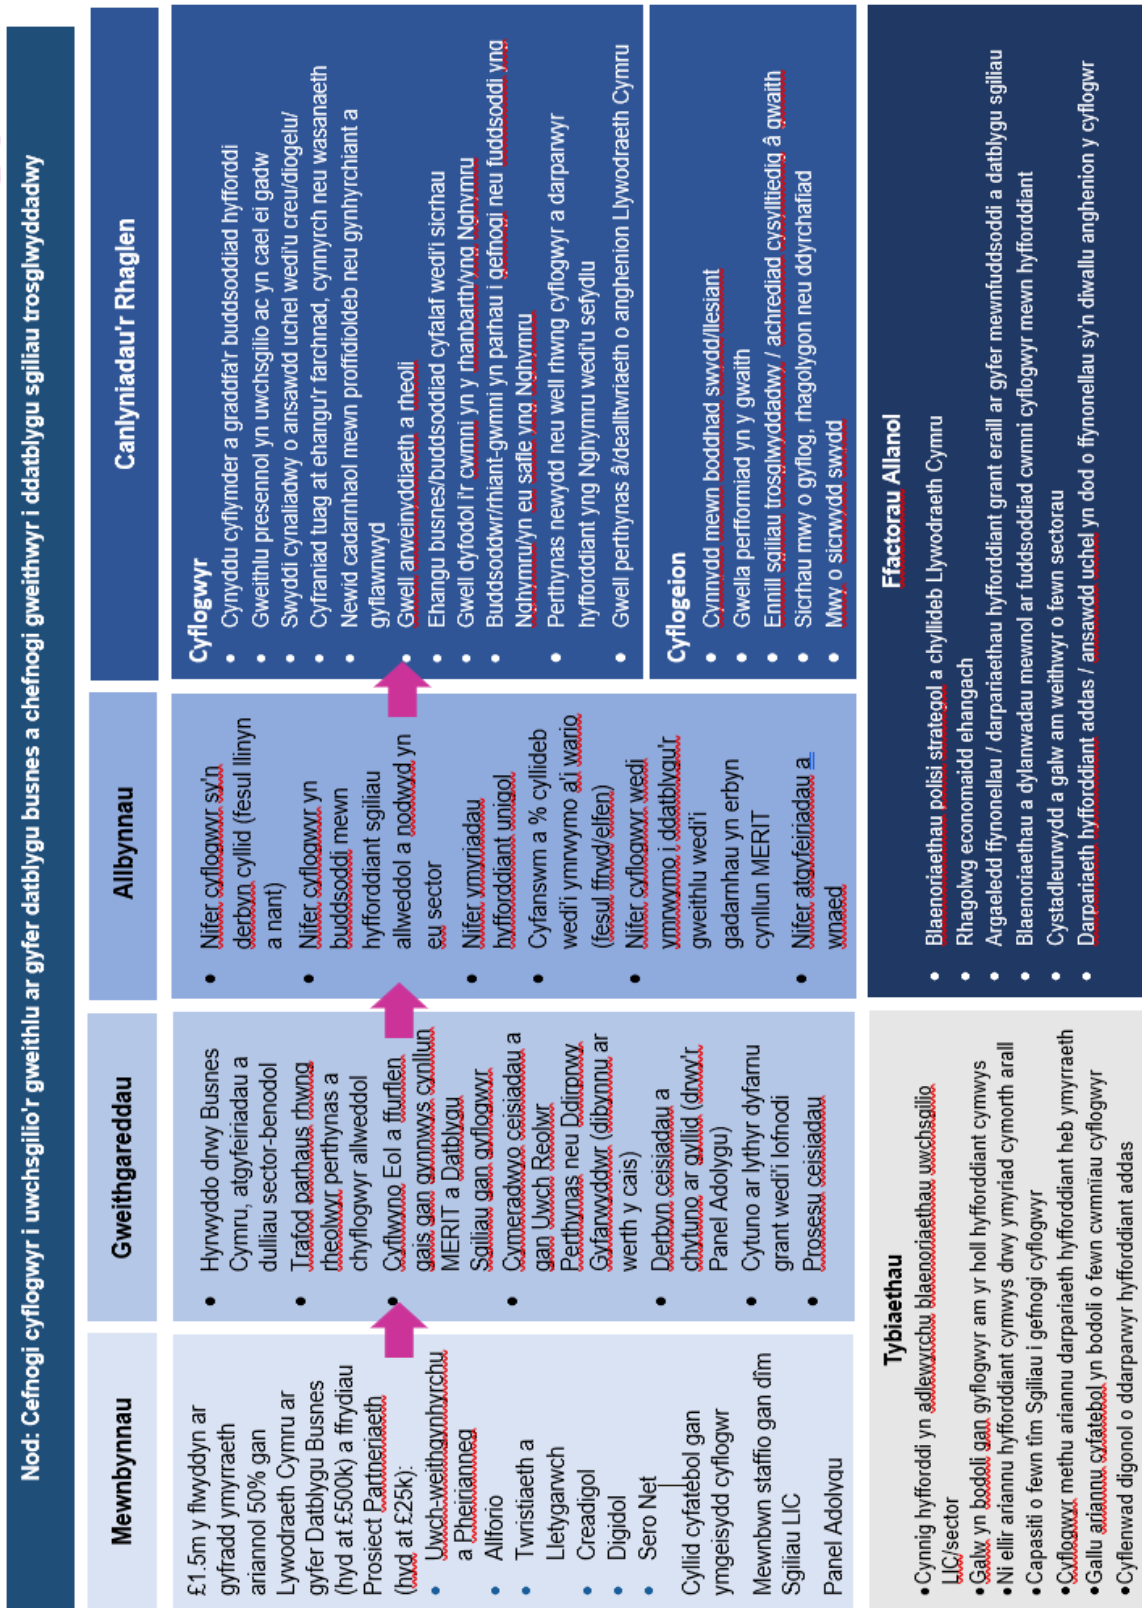 Nod: Cefnogi cyflogwyr i uwchsgilio'r gweithlu ar gyfer datblygu busnes a chefnogi gweithwyr i ddatblygu sgiliau trosglwyddadwy
Mewnbynnau
£1.5m y flwyddyn ar
gyfradd ymyrraeth
ariannol 50% gan
Lywodraeth Cymru ar
gyfer Datblygu Busnes
(hyd at £500k) a ffrydiau
Prosiect Partneriaeth
(hyd at £25k):
• Uwch-weithgynhyrchu
a Pheirianneg
• Allforio
• Twristiaeth a
Lletygarwch
• Creadigol
• Digidol
• Sero Net
Cyllid cyfatebol gan
ymgeisydd cyflogwr
Mewnbwn staffio gan dîm
Sgiliau LlC
Panel Adolygu
Gweithgareddau
• Hyrwyddo drwy Busnes
Cymru, atgyfeiriadau a
dulliau sector-benodol
• Trafod parhaus rhwng
rheolwyr perthynas a
chyflogwyr allweddol
• Cyflwyno EoI a ffurflen
gais gan gynnwys cynllun
MERIT a Datblygu
Sgiliau gan gyflogwyr
• Cymeradwyo ceisiadau a
gan Uwch Reolwr
Perthynas neu Ddirprwy
Gyfarwyddwr (dibynnu ar
werth y cais)
• Derbyn ceisiadau a
chytuno ar gyllid (drwy'r
Panel Adolygu)
• Cytuno ar lythyr dyfarnu
grant wedi'i lofnodi
• Prosesu ceisiadau
Allbynnau
• Nifer cyflogwyr sy'n
derbyn cyllid (fesul llinyn
a nant)
• Nifer cyflogwyr yn
buddsoddi mewn
hyfforddiant sgiliau
allweddol a nodwyd yn
eu sector
• Nifer ymyriadau
hyfforddiant unigol
• Cyfanswm a % cyllideb
wedi'i ymrwymo a'i wario
(fesul ffrwd/elfen)
• Nifer cyflogwyr wedi
ymrwymo i ddatblygu'r
gweithlu wedi'i
gadarnhau yn erbyn
cynllun MERIT
• Nifer atgyfeiriadau a
wnaed
Canlyniadau'r Rhaglen
Cyflogwyr
• Cynyddu cyflymder a graddfa'r buddsoddiad hyfforddi
• Gweithlu presennol yn uwchsgilio ac yn cael ei gadw
• Swyddi cynaliadwy o ansawdd uchel wedi'u creu/diogelu/
• Cyfraniad tuag at ehangu'r farchnad, cynnyrch neu wasanaeth
• Newid cadarnhaol mewn proffidioldeb neu gynhyrchiant a
gyflawnwyd
• Gwell arweinyddiaeth a rheoli
• Ehangu busnes/buddsoddiad cyfalaf wedi'i sicrhau
• Gwell dyfodol i'r cwmni yn y rhanbarth/yng Nghymru
• Buddsoddwr/rhiant-gwmni yn parhau i gefnogi neu fuddsoddi yng
Nghymru/yn eu safle yng Nghymru
• Perthynas newydd neu well rhwng cyflogwyr a darparwyr
hyfforddiant yng Nghymru wedi'u sefydlu
• Gwell perthynas â/dealltwriaeth o anghenion Llywodraeth Cymru
Cyflogeion
• Cynnydd mewn boddhad swydd/llesiant
• Gwella perfformiad yn y gwaith
• Ennill sgiliau trosglwyddadwy / achrediad cysylltiedig â gwaith
• Sicrhau mwy o gyflog, rhagolygon neu ddyrchafiad
• Mwy o sicrwydd swydd
Tybiaethau
• Cynnig hyfforddi yn adlewyrchu blaenoriaethau uwchsgilio
LlC/sector
• Galw yn bodoli gan gyflogwyr am yr holl hyfforddiant cymwys
• Ni ellir ariannu hyfforddiant cymwys drwy ymyriad cymorth arall
• Capasiti o fewn tîm Sgiliau i gefnogi cyflogwyr
• Cyflogwyr methu ariannu darpariaeth hyfforddiant heb ymyrraeth
• Gallu ariannu cyfatebol yn bodoli o fewn cwmnïau cyflogwyr
• Cyflenwad digonol o ddarparwyr hyfforddiant addas
Ffactorau Allanol
• Blaenoriaethau polisi strategol a chyllideb Llywodraeth Cymru
• Rhagolwg economaidd ehangach
• Argaeledd ffynonellau / darpariaethau hyfforddiant grant eraill ar gyfer mewnfuddsoddi a datblygu sgiliau
• Blaenoriaethau a dylanwadau mewnol ar fuddsoddiad cwmni cyflogwyr mewn hyfforddiant
• Cystadleurwydd a galw am weithwyr o fewn sectorau
• Darpariaeth hyfforddiant addas / ansawdd uchel yn dod o ffynonellau sy'n diwallu anghenion y cyflogwr